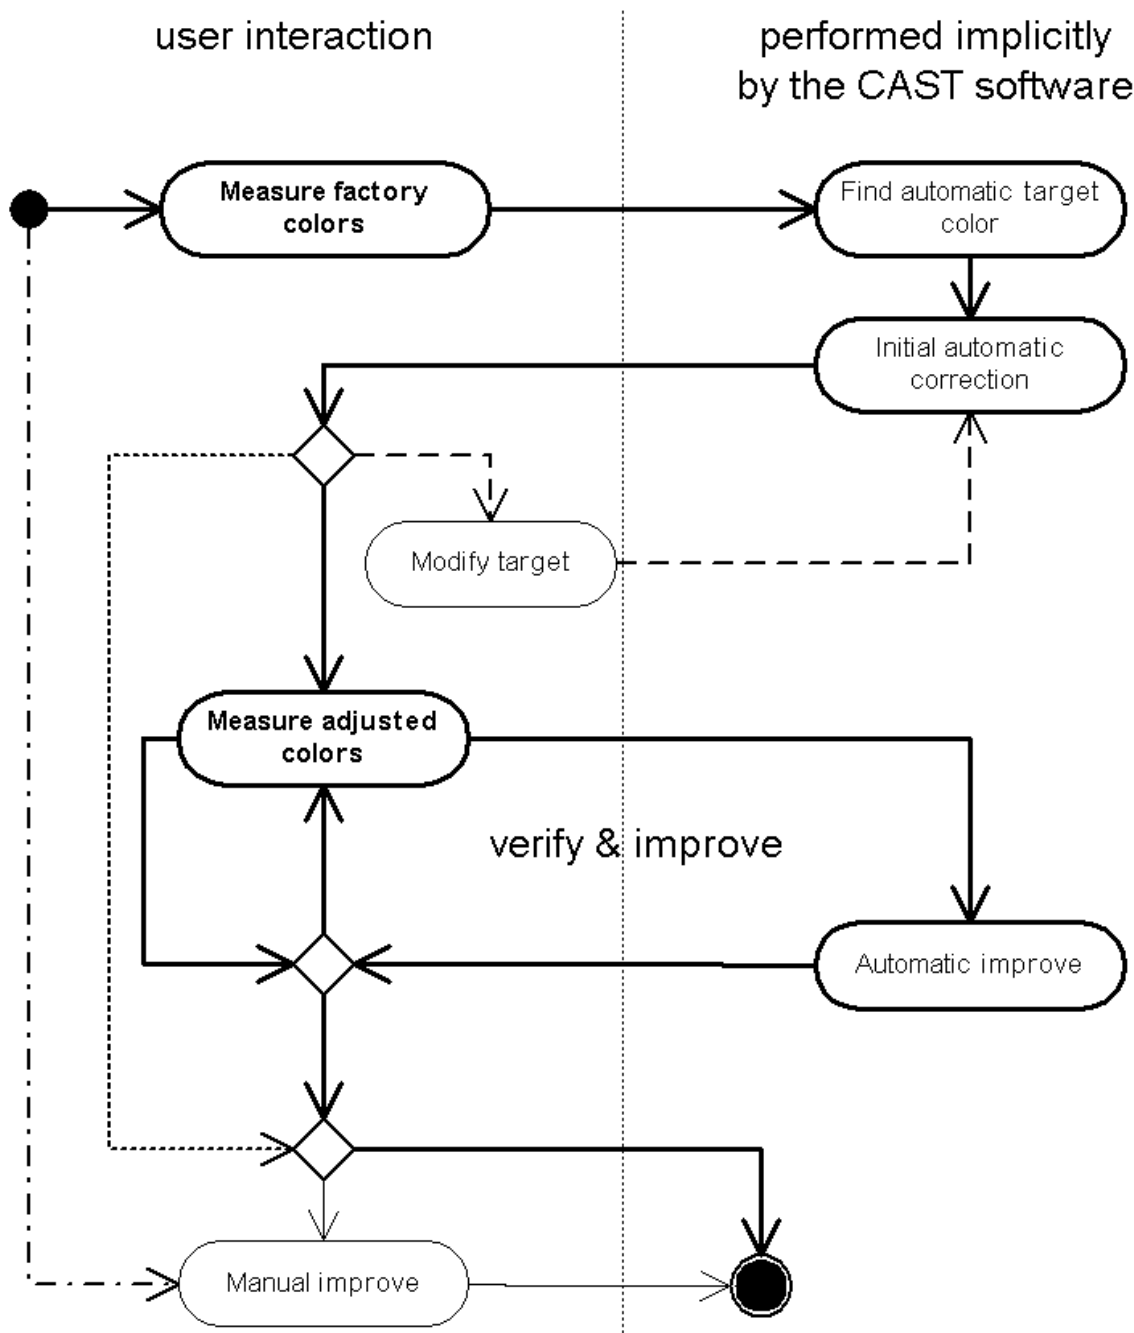 user interaction
performed implicitly
by the CAST software
Measure factory
colors
Find automatic target
color
Initial automatic
correction
Modify target
Measure adjusted
colors
verify & improve
Automatic improve
Manual improve